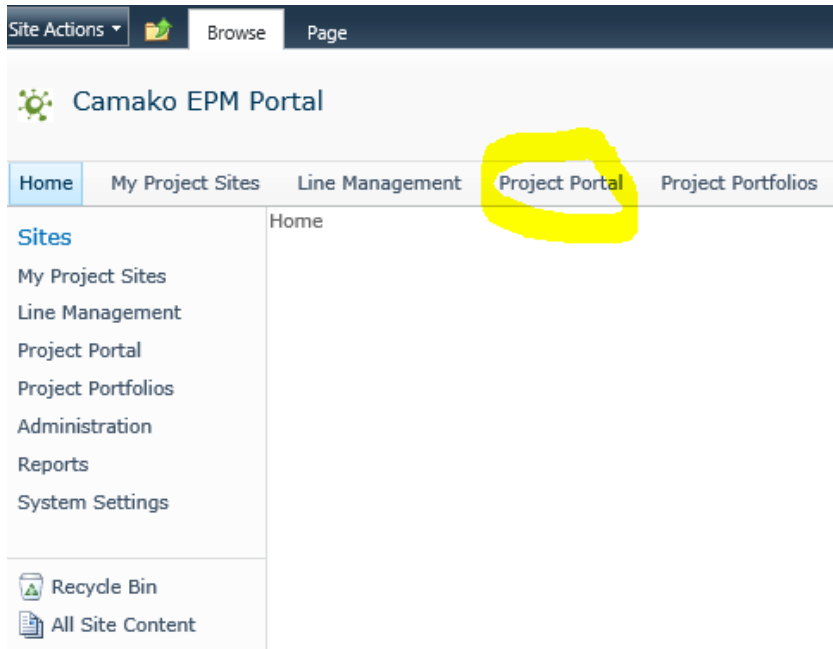 Site Actions Browse Page
Camako EPM Portal
Home My Project Sites Line Management Project Portal Project Portfolios
Sites
My Project Sites
Line Management
Project Portal
Project Portfolios
Administration
Reports
System Settings
Recycle Bin
All Site Content
Home